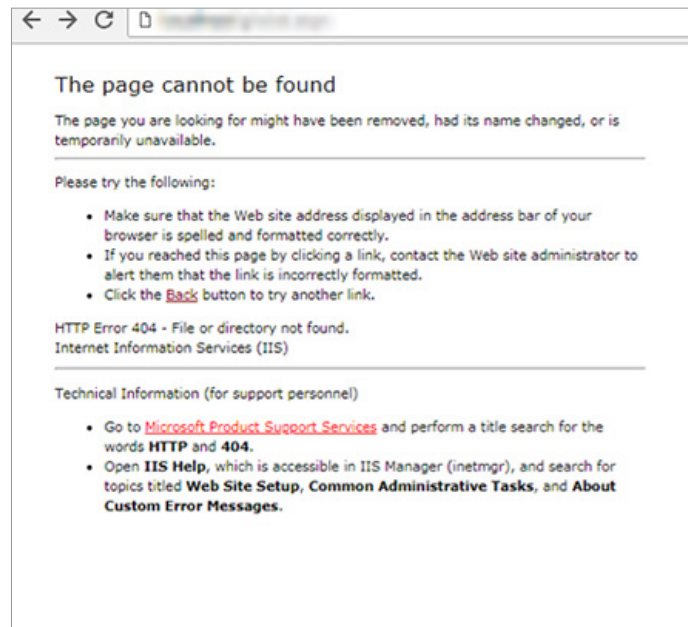 The page cannot be found
The page you are looking for might have been removed, had its name changed, or is
temporarily unavailable.
Please try the following:
Make sure that the Web site address displayed in the address bar of your
browser is spelled and formatted correctly.
If you reached this page by clicking a link, contact the Web site administrator to
alert them that the link is incorrectly formatted.
Click the Back button to try another link.
HTTP Error 404 - File or directory not found.
Internet Information Services (IIS)
Technical Information (for support personnel)
Go to Microsoft Product Support Services and perform a title search for the
words HTTP and 404.
Open IIS Help, which is accessible in IIS Manager (inetmgr), and search for
topics titled Web Site Setup, Common Administrative Tasks, and About
Custom Error Messages.